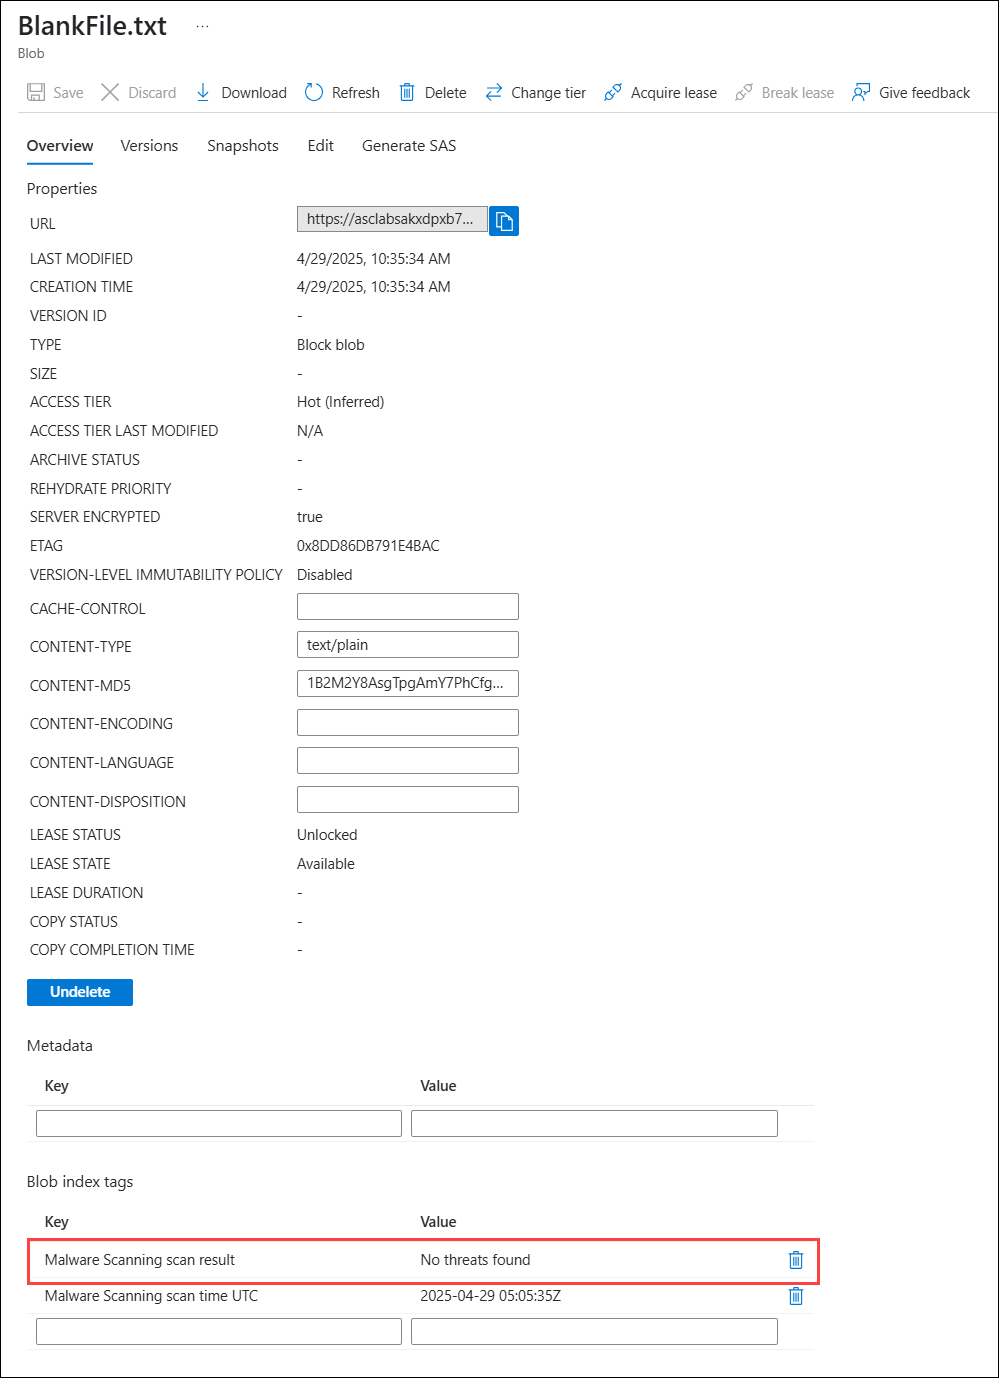 BlankFile.txt ...
Blob
Save Discard Download Refresh Delete Change tier Acquire lease Break lease Give feedback
Overview Versions Snapshots Edit Generate SAS
Properties
URL https://asclabsakxdpxb7...
LAST MODIFIED 4/29/2025, 10:35:34 AM
CREATION TIME 4/29/2025, 10:35:34 AM
VERSION ID -
TYPE Block blob
SIZE -
ACCESS TIER Hot (Inferred)
ACCESS TIER LAST MODIFIED N/A
ARCHIVE STATUS -
REHYDRATE PRIORITY -
SERVER ENCRYPTED true
ETAG 0x8DD86DB791E4BAC
VERSION-LEVEL IMMUTABILITY POLICY Disabled
CACHE-CONTROL
CONTENT-TYPE text/plain
CONTENT-MD5 1B2M2Y8AsgTpgAmY7PhCfg...
CONTENT-ENCODING
CONTENT-LANGUAGE
CONTENT-DISPOSITION
LEASE STATUS Unlocked
LEASE STATE Available
LEASE DURATION -
COPY STATUS -
COPY COMPLETION TIME -
Undelete
Metadata
Key Value
Blob index tags
Key Value
Malware Scanning scan result No threats found
Malware Scanning scan time UTC 2025-04-29 05:05:35Z